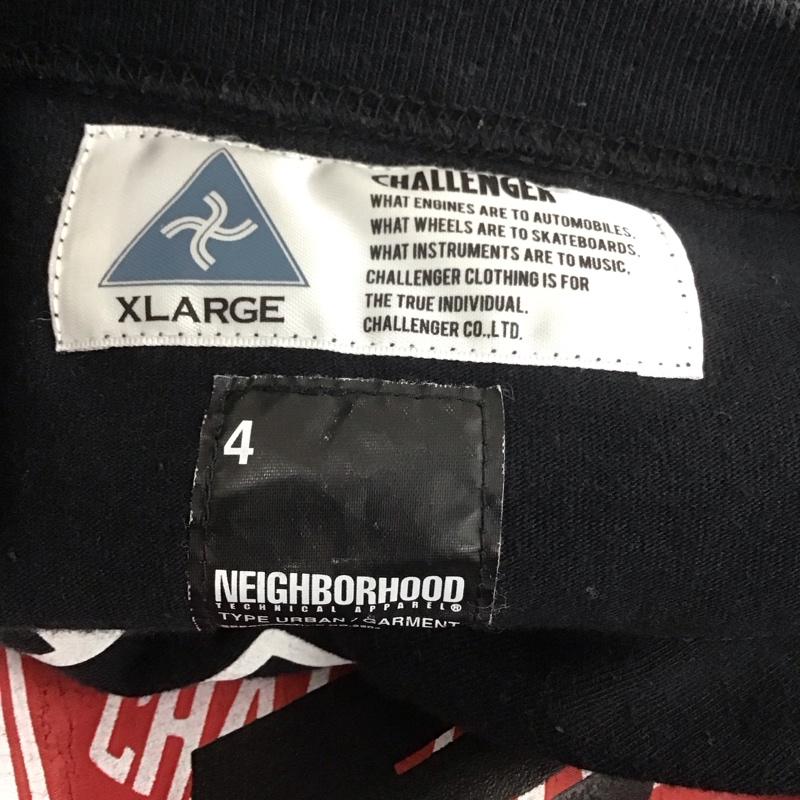 XLARGE
CHALLENGER
WHAT ENGINES ARE TO AUTOMOBILES.
WHAT WHEELS ARE TO SKATEBOARDS.
WHAT INSTRUMENTS ARE TO MUSIC.
CHALLENGER CLOTHING IS FOR
THE TRUE INDIVIDUAL.
CHALLENGER CO.,LTD.
4
NEIGHBORHOOD
TECHNICAL APPAREL®
TYPE URBAN / GARMENT
CHA